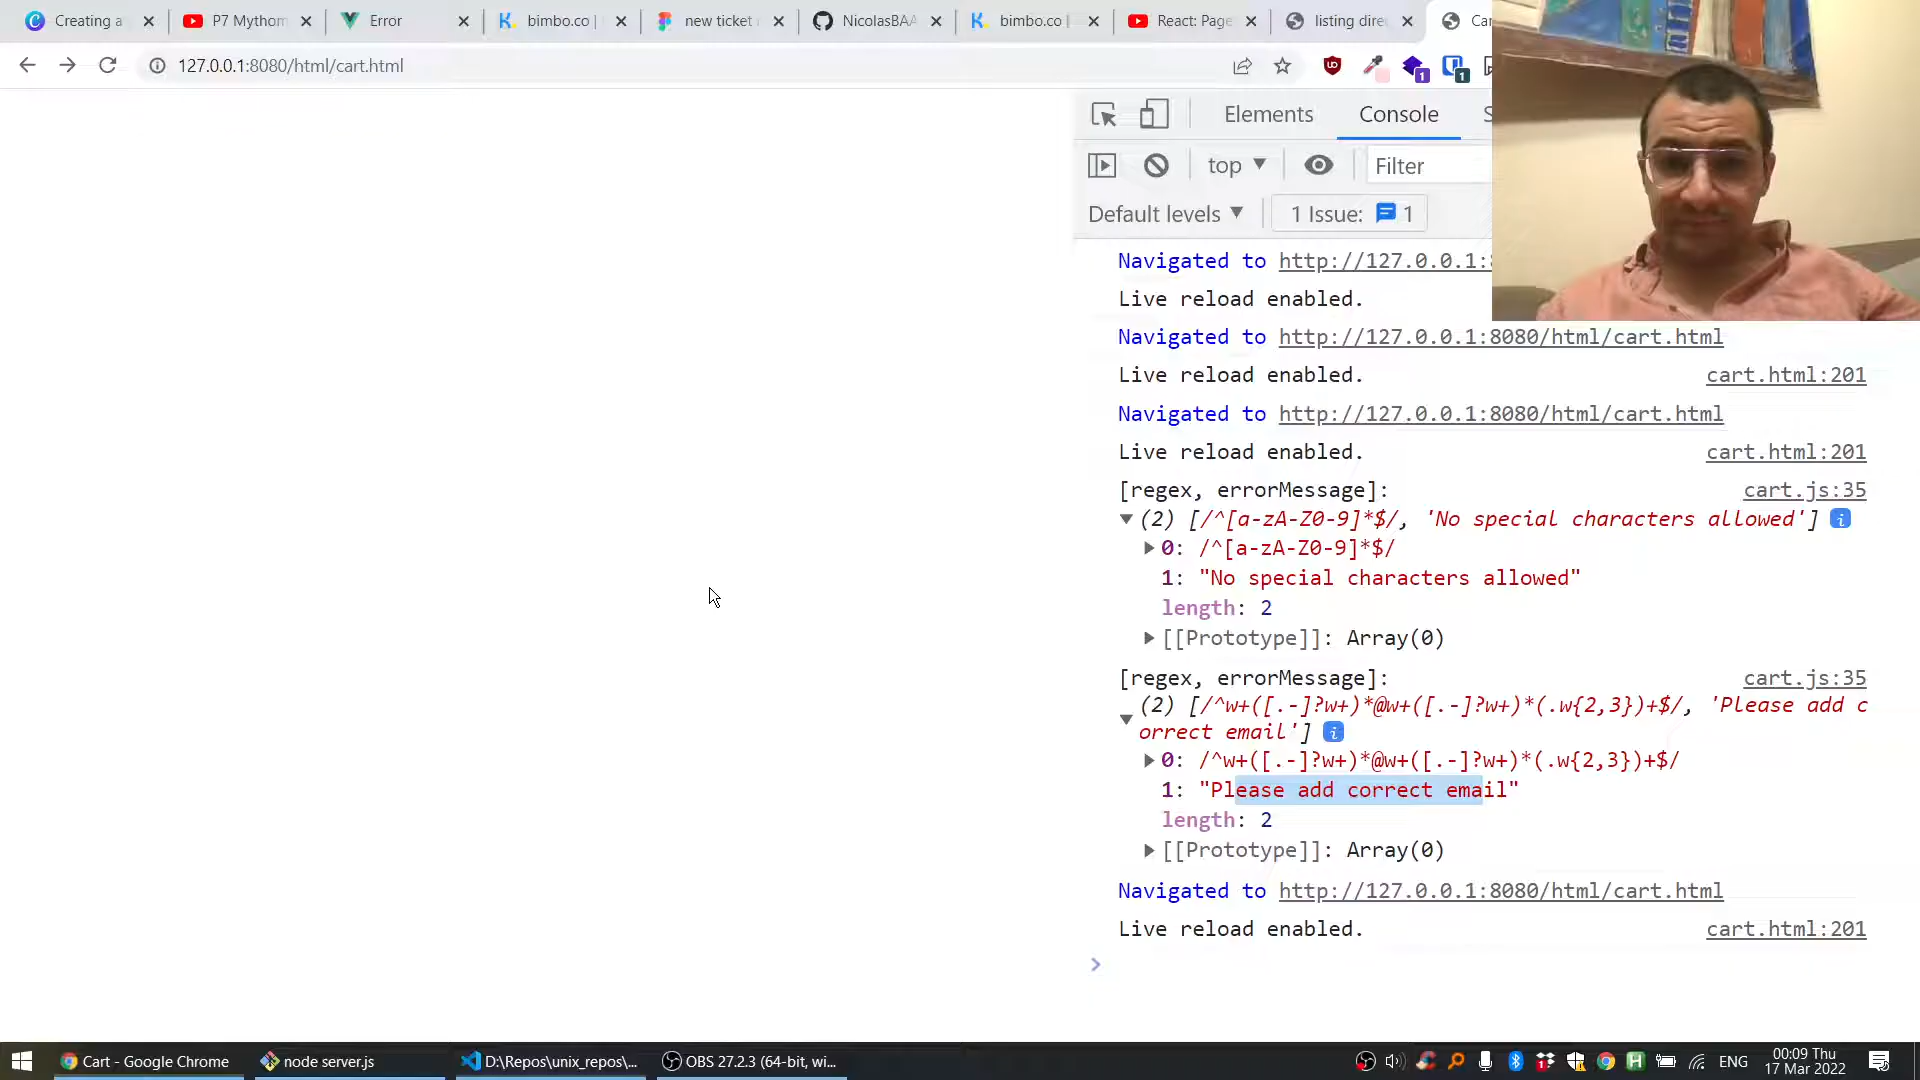 Creating a
P7 Mythom
Error
bimbo.co |
new ticket
NicolasBAA
bimbo.co |
React: Page
listing dire
Ca
127.0.0.1:8080/html/cart.html
1
1
Elements
Console
S
top
Filter
Default levels
1 Issue:
1
Navigated to http://127.0.0.1:
Live reload enabled.
Navigated to http://127.0.0.1:8080/html/cart.html
Live reload enabled.
cart.html:201
Navigated to http://127.0.0.1:8080/html/cart.html
Live reload enabled.
cart.html:201
[regex, errorMessage]:
cart.js:35
(2) [/^[a-zA-Z0-9]*$/, 'No special characters allowed']
0: /^[a-zA-Z0-9]*$/
1: "No special characters allowed"
length: 2
[[Prototype]]: Array(0)
[regex, errorMessage]:
cart.js:35
(2) [/^w+([.-]?w+)*@w+([.-]?w+)*(.w{2,3})+$/, 'Please add c
orrect email']
0: /^w+([.-]?w+)*@w+([.-]?w+)*(.w{2,3})+$/
1: "Please add correct email"
length: 2
[[Prototype]]: Array(0)
Navigated to http://127.0.0.1:8080/html/cart.html
Live reload enabled.
cart.html:201
Cart - Google Chrome
node server.js
D:\Repos\unix_repos\...
OBS 27.2.3 (64-bit, wi...
ENG
00:09 Thu
17 Mar 2022